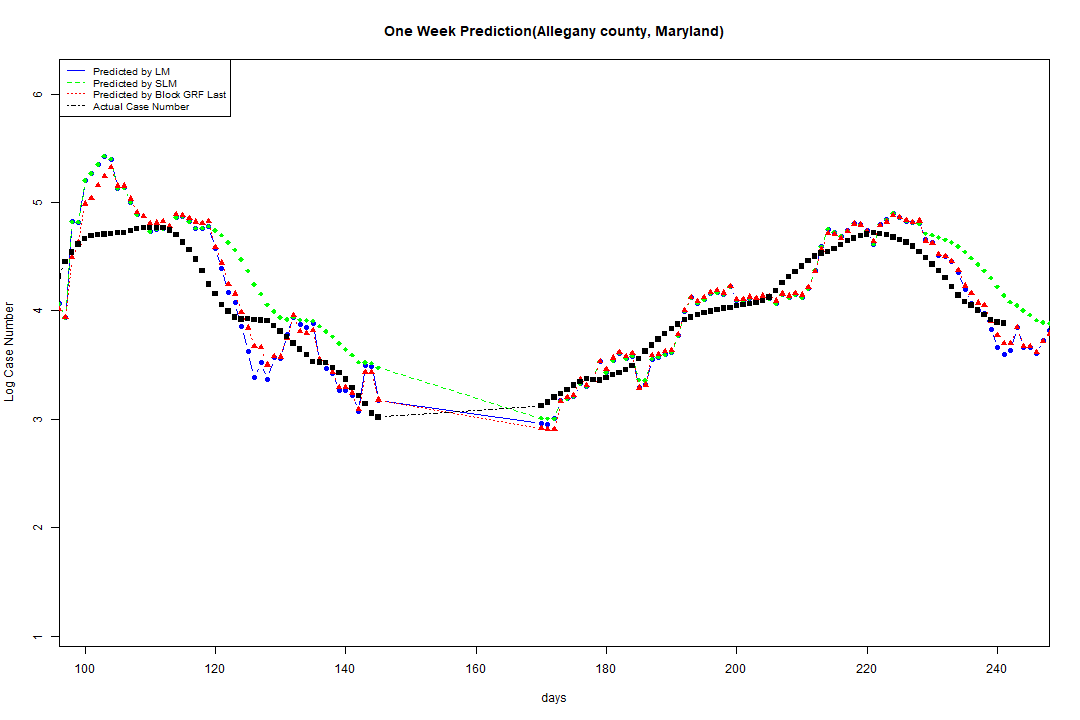 One Week Prediction(Allegany county, Maryland)
Predicted by LM
Predicted by SLM
Predicted by Block GRF Last
Actual Case Number
Log Case Number
6
5
4
3
2
1
100 120 140 160 180 200 220 240
days